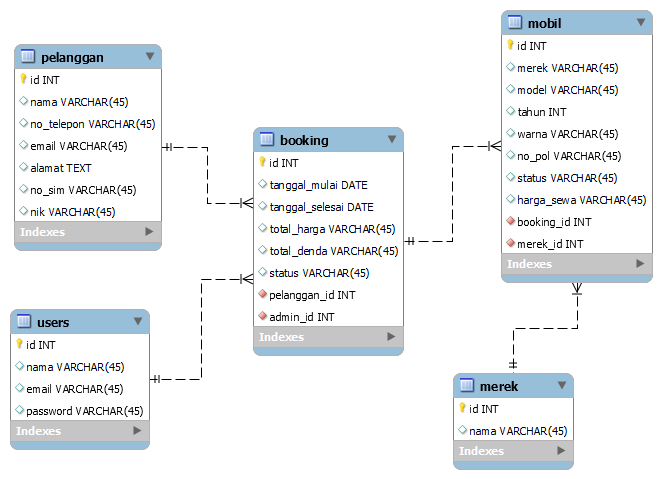 pelanggan
id INT
nama VARCHAR(45)
no_telepon VARCHAR(45)
email VARCHAR(45)
alamat TEXT
no_sim VARCHAR(45)
nik VARCHAR(45)
Indexes
users
id INT
nama VARCHAR(45)
email VARCHAR(45)
password VARCHAR(45)
Indexes
booking
id INT
tanggal_mulai DATE
tanggal_selesai DATE
total_harga VARCHAR(45)
total_denda VARCHAR(45)
status VARCHAR(45)
pelanggan_id INT
admin_id INT
Indexes
mobil
id INT
merek VARCHAR(45)
model VARCHAR(45)
tahun INT
warna VARCHAR(45)
no_pol VARCHAR(45)
status VARCHAR(45)
harga_sewa VARCHAR(45)
booking_id INT
merek_id INT
Indexes
merek
id INT
nama VARCHAR(45)
Indexes